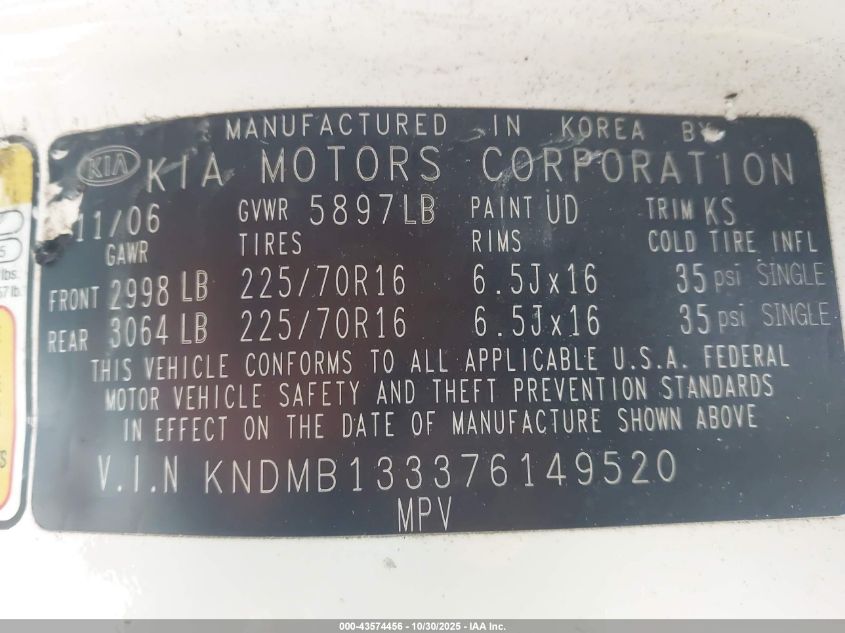 MANUFACTURED IN KOREA BY
KIA KIA MOTORS CORPORATION
11/06 GVWR 5897LB PAINT UD TRIM KS
GAWR TIRES RIMS COLD TIRE INFL
FRONT 2998 LB 225/70R16 6.5Jx16 35 psi SINGLE
REAR 3064 LB 225/70R16 6.5Jx16 35 psi SINGLE
THIS VEHICLE CONFORMS TO ALL APPLICABLE U.S.A. FEDERAL
MOTOR VEHICLE SAFETY AND THEFT PREVENTION STANDARDS
IN EFFECT ON THE DATE OF MANUFACTURE SHOWN ABOVE
V.I.N KNDMB133376149520
MPV
lbs.
000-43574456 - 10/30/2025 - IAA Inc.